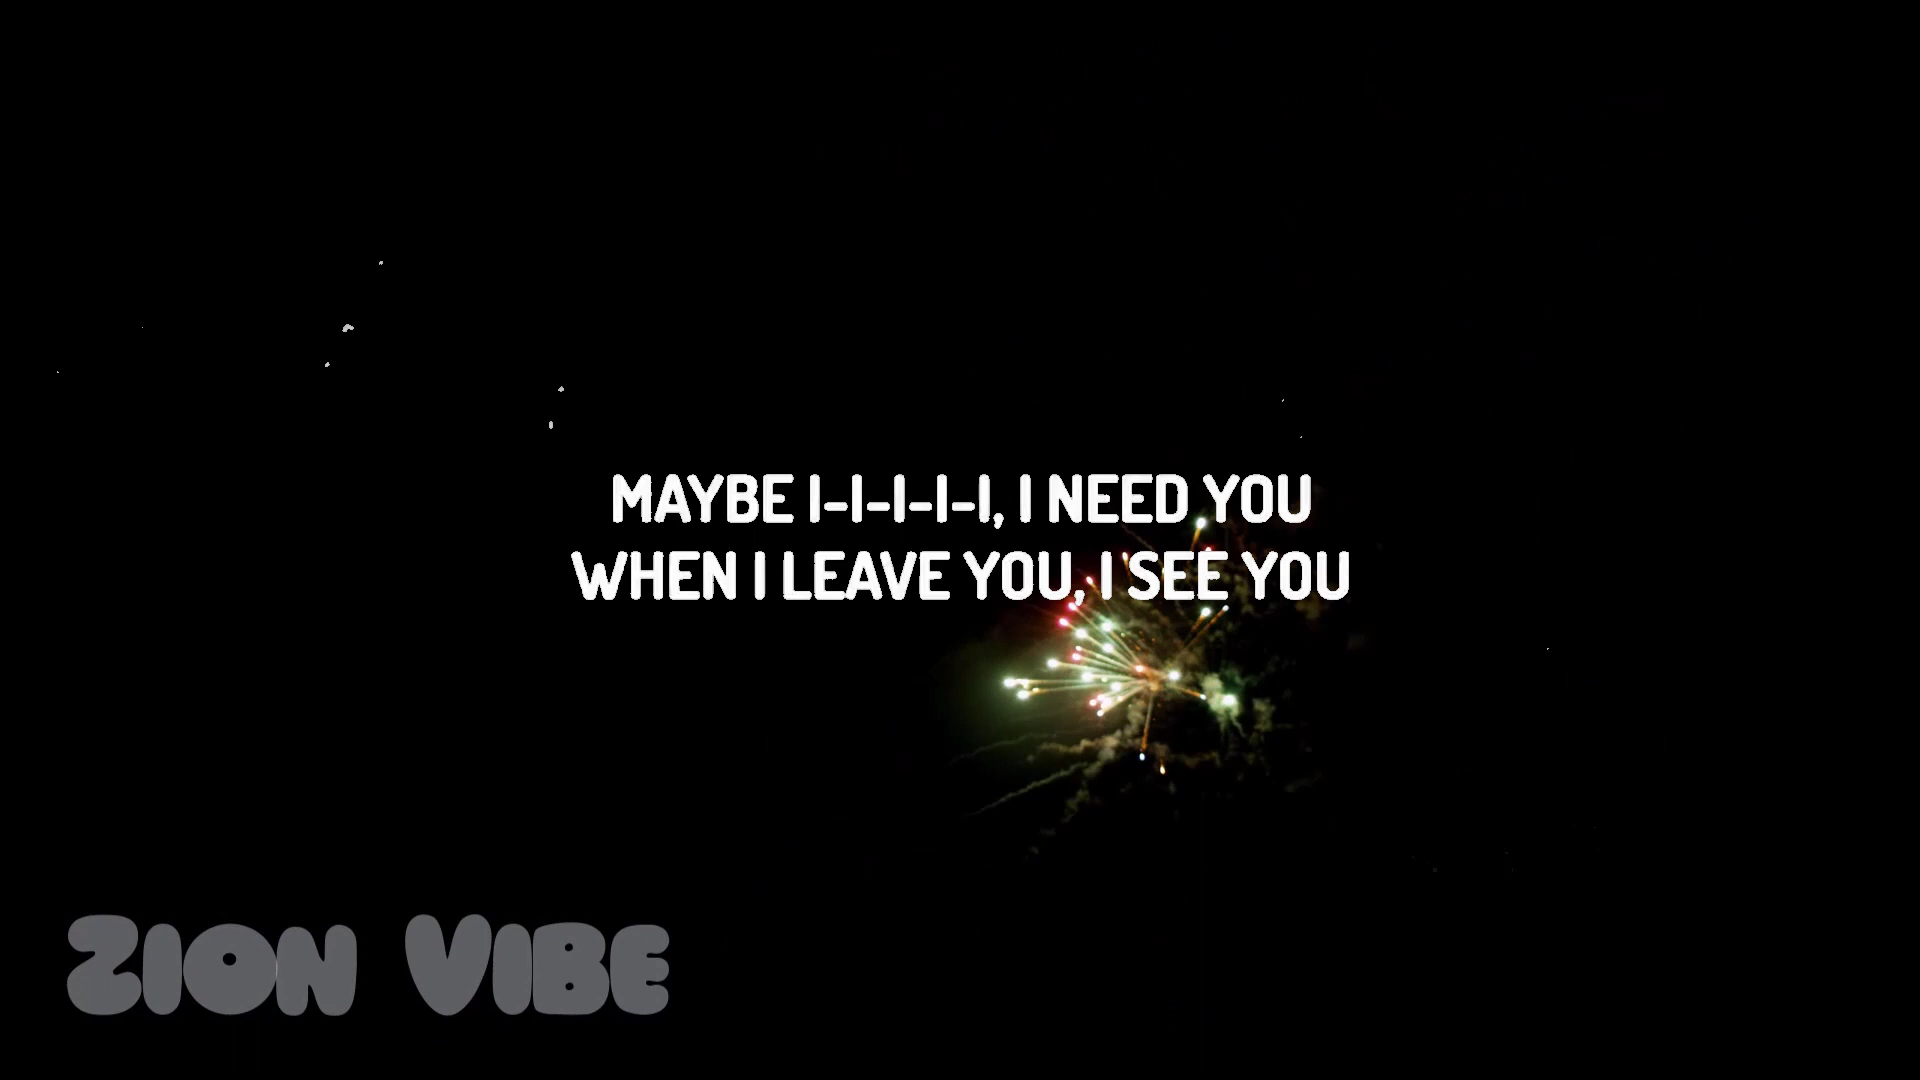 MAYBE I-I-I-I-I, I NEED YOU
WHEN I LEAVE YOU, I SEE YOU
ZION VIBE